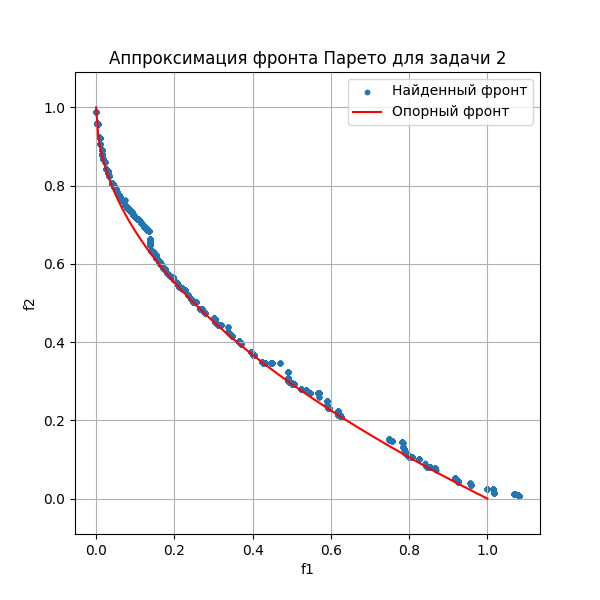 Аппроксимация фронта Парето для задачи 2
Найденный фронт
Опорный фронт
1.0
0.8
0.6
0.4
0.2
0.0
f2
0.0 0.2 0.4 0.6 0.8 1.0
f1